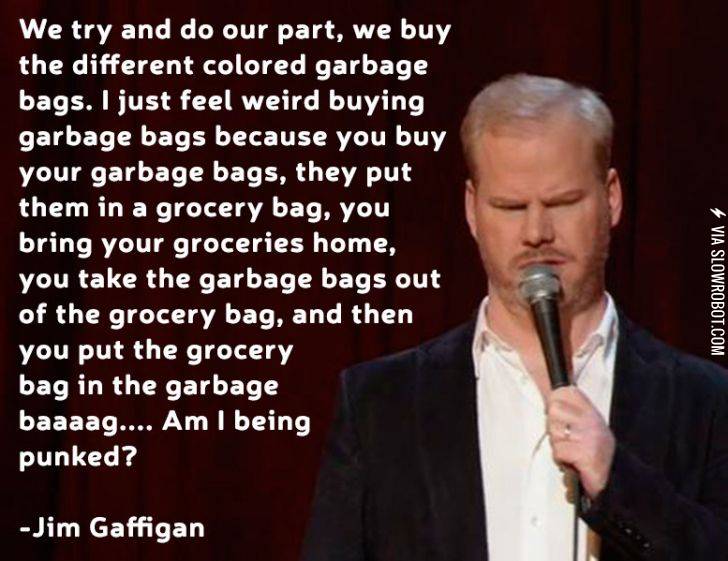 We try and do our part, we buy
the different colored garbage
bags. I just feel weird buying
garbage bags because you buy
your garbage bags, they put
them in a grocery bag, you
bring your groceries home,
you take the garbage bags out
of the grocery bag, and then
you put the grocery
bag in the garbage
baaaag.... Am I being
punked?
-Jim Gaffigan
VIA SLOWROBOT.COM